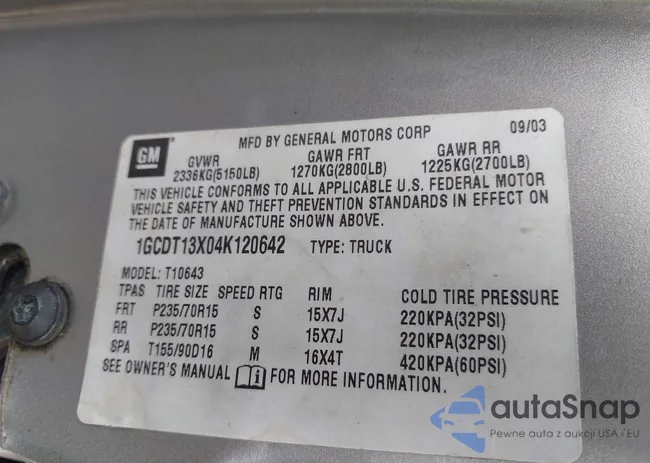 GM
MFD BY GENERAL MOTORS CORP 09/03
GVWR GAWR FRT GAWR RR
2336KG(5150LB) 1270KG(2800LB) 1225KG(2700LB)
THIS VEHICLE CONFORMS TO ALL APPLICABLE U.S. FEDERAL MOTOR
VEHICLE SAFETY AND THEFT PREVENTION STANDARDS IN EFFECT ON
THE DATE OF MANUFACTURE SHOWN ABOVE.
1GCDT13X04K120642 TYPE: TRUCK
MODEL: T10643
TPAS TIRE SIZE SPEED RTG RIM COLD TIRE PRESSURE
FRT P235/70R15 S 15X7J 220KPA(32PSI)
RR P235/70R15 S 15X7J 220KPA(32PSI)
SPA T155/90D16 M 16X4T 420KPA(60PSI)
SEE OWNER'S MANUAL FOR MORE INFORMATION.
autaSnap
Pewne auta z aukcji USA i EU